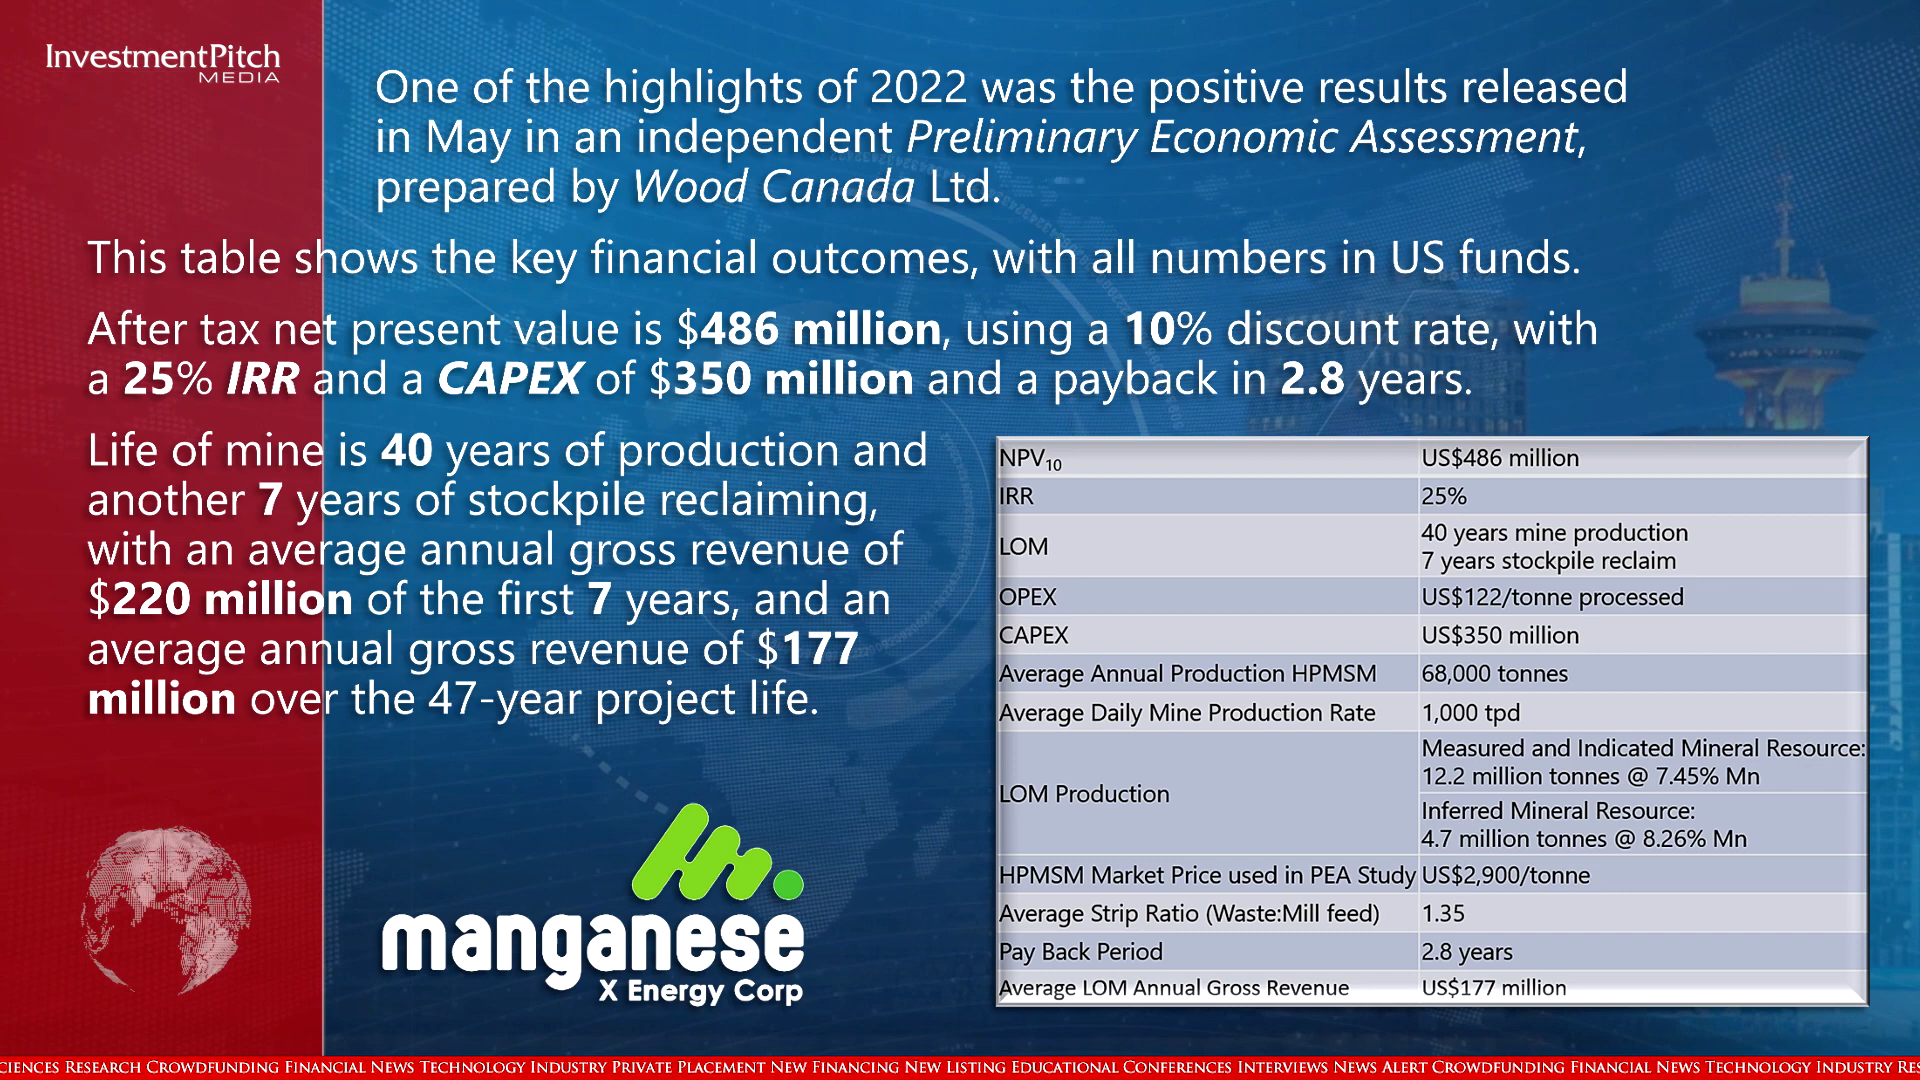 InvestmentPitch
MEDIA
One of the highlights of 2022 was the positive results released
in May in an independent Preliminary Economic Assessment,
prepared by Wood Canada Ltd.
This table shows the key financial outcomes, with all numbers in US funds.
After tax net present value is $486 million, using a 10% discount rate, with
a 25% IRR and a CAPEX of $350 million and a payback in 2.8 years.
Life of mine is 40 years of production and
another 7 years of stockpile reclaiming,
with an average annual gross revenue of
$220 million of the first 7 years, and an
average annual gross revenue of $177
million over the 47-year project life.
NPV10 US$486 million
IRR 25%
LOM 40 years mine production
7 years stockpile reclaim
OPEX US$122/tonne processed
CAPEX US$350 million
Average Annual Production HPMSM 68,000 tonnes
Average Daily Mine Production Rate 1,000 tpd
LOM Production Measured and Indicated Mineral Resource:
12.2 million tonnes @ 7.45% Mn
Inferred Mineral Resource:
4.7 million tonnes @ 8.26% Mn
HPMSM Market Price used in PEA Study US$2,900/tonne
Average Strip Ratio (Waste:Mill feed) 1.35
Pay Back Period 2.8 years
Average LOM Annual Gross Revenue US$177 million
manganese
X Energy Corp
CIENCES RESEARCH CROWDFUNDING FINANCIAL NEWS TECHNOLOGY INDUSTRY PRIVATE PLACEMENT NEW FINANCING NEW LISTING EDUCATIONAL CONFERENCES INTERVIEWS NEWS ALERT CROWDFUNDING FINANCIAL NEWS TECHNOLOGY INDUSTRY RES